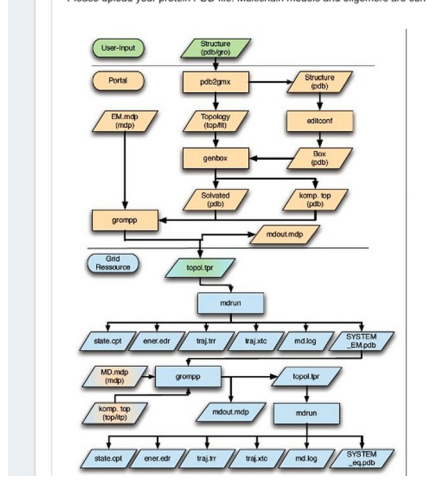 Please upload your protein PDB file. Multichain models and oligomers are can
User-Input
Structure
(pdb/gro)
Portal
pdb2gmx
Structure
(pdb)
EM.mdp
(mdp)
Topology
(top/tit)
editconf
genbox
Box
(pdb)
Solvated
(pdb)
komp. top
(pdb)
grompp
mdout.mdp
Grid
Ressource
topol.tpr
mdrun
state.cpt
ener.edr
traj.trr
traj.xtc
md.log
SYSTEM
_EM.pdb
MD.mdp
(mdp)
grompp
topol.tpr
komp. top
(top/itp)
mdout.mdp
mdrun
state.cpt
ener.edr
traj.trr
traj.xtc
md.log
SYSTEM
_eq.pdb